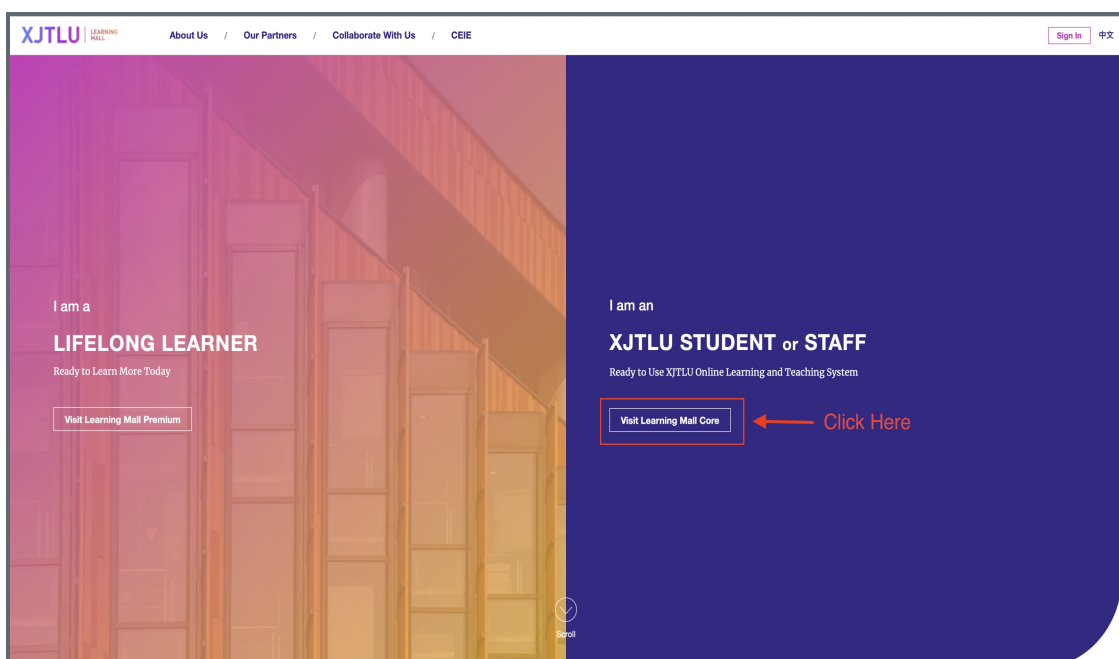 XJTLU LEARNING MALL
About Us / Our Partners / Collaborate With Us / CEIE
Sign In 中文
I am a
LIFELONG LEARNER
Ready to Learn More Today
Visit Learning Mall Premium
I am an
XJTLU STUDENT or STAFF
Ready to Use XJTLU Online Learning and Teaching System
Visit Learning Mall Core
Click Here
Scroll